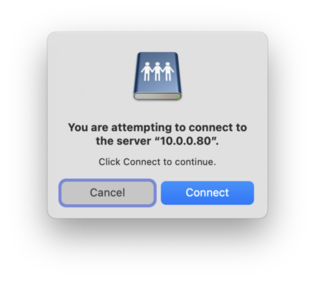 You are attempting to connect to
the server “10.0.0.80”.
Click Connect to continue.
Cancel
Connect